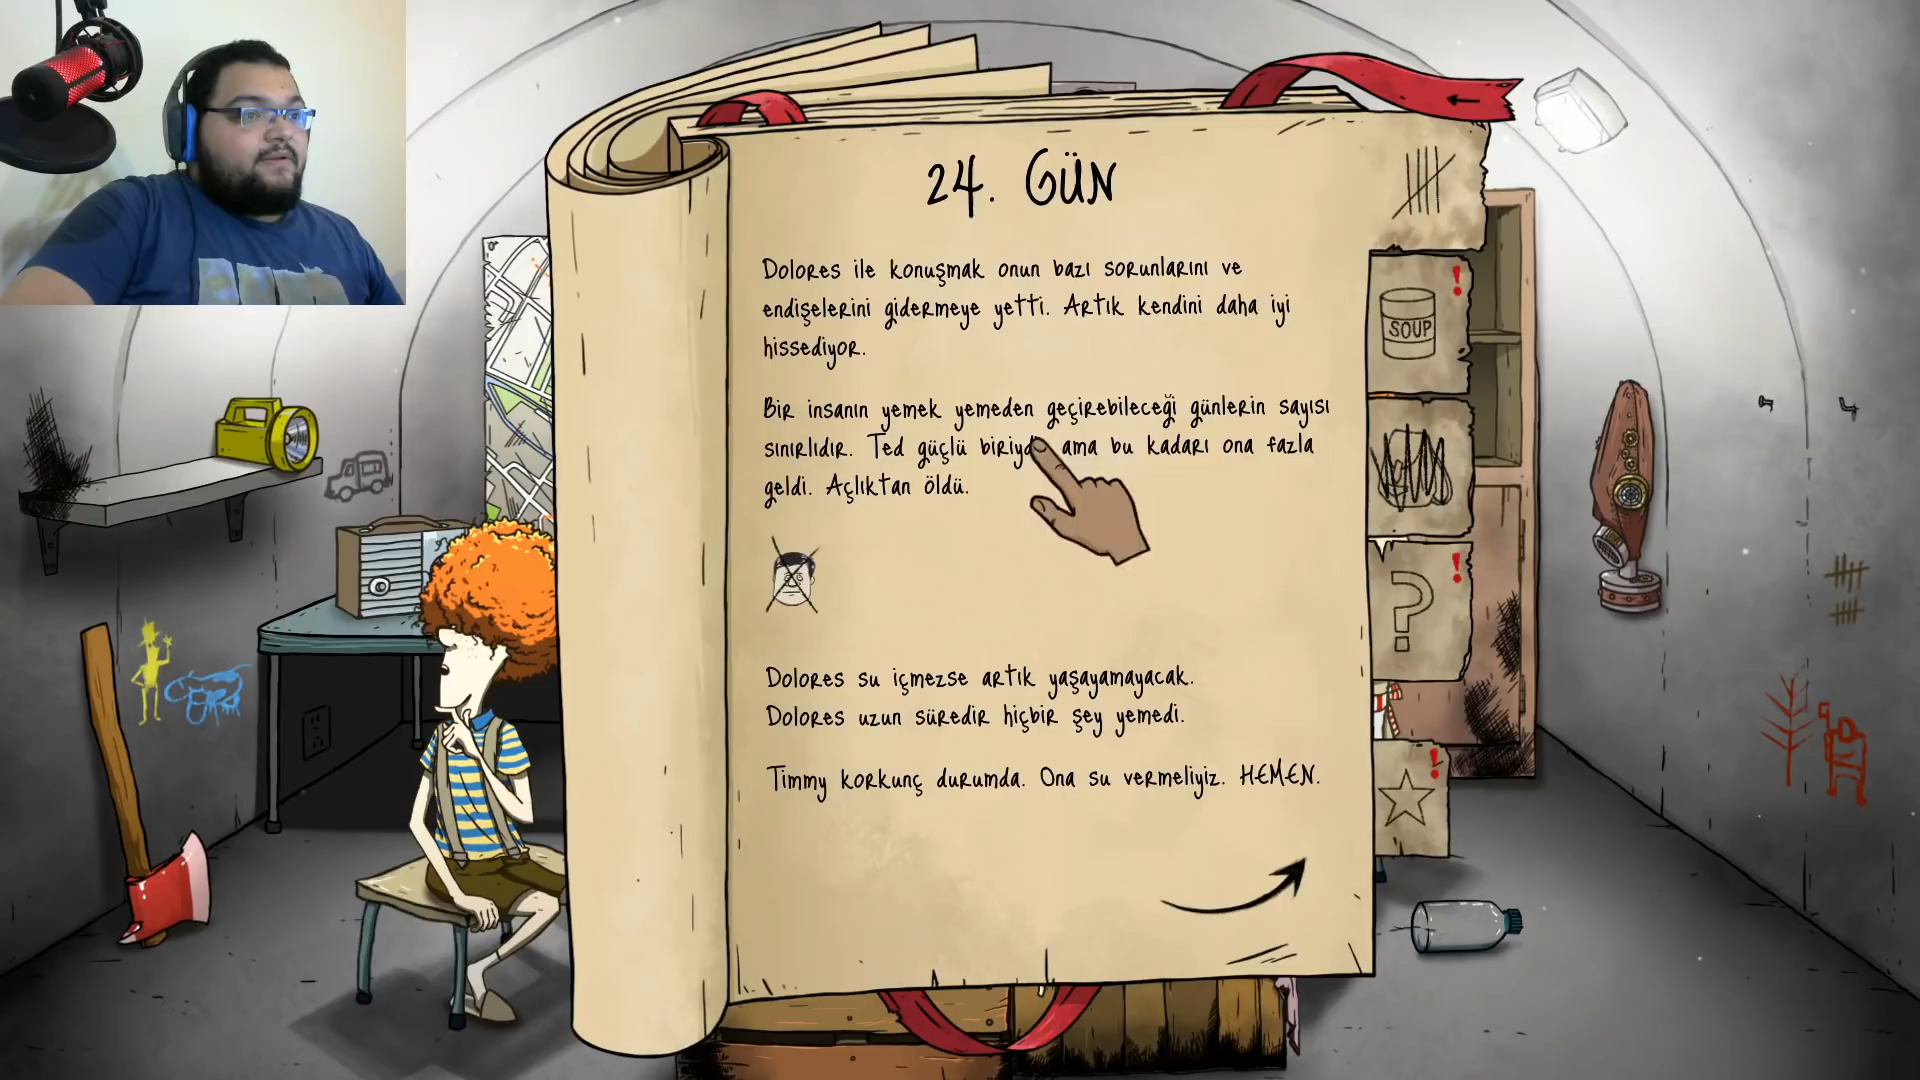 24. GÜN
Dolores ile konuşmak onun bazı sorunlarını ve
endişelerini gidermeye yetti. Artık kendini daha iyi
hissediyor.
Bir insanın yemek yemeden geçirebileceği günlerin sayısı
sınırlıdır. Ted güçlü ama bu kadarı ona fazla
geldi. Açlıktan öldü.
Dolores su içmezse artık yaşayamayacak.
Dolores uzun süredir hiçbir şey yemedi.
Timmy korkunç durumda. Ona su vermeliyiz. HEMEN.
!
SOUP
!
?
!